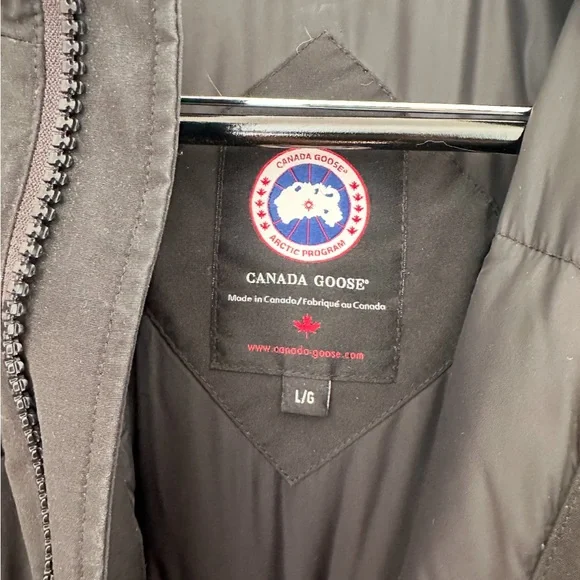 CANADA GOOSE®
ARCTIC PROGRAM
CANADA GOOSE®
Made in Canada/Fabriqué au Canada
www.canada-goose.com
L/G